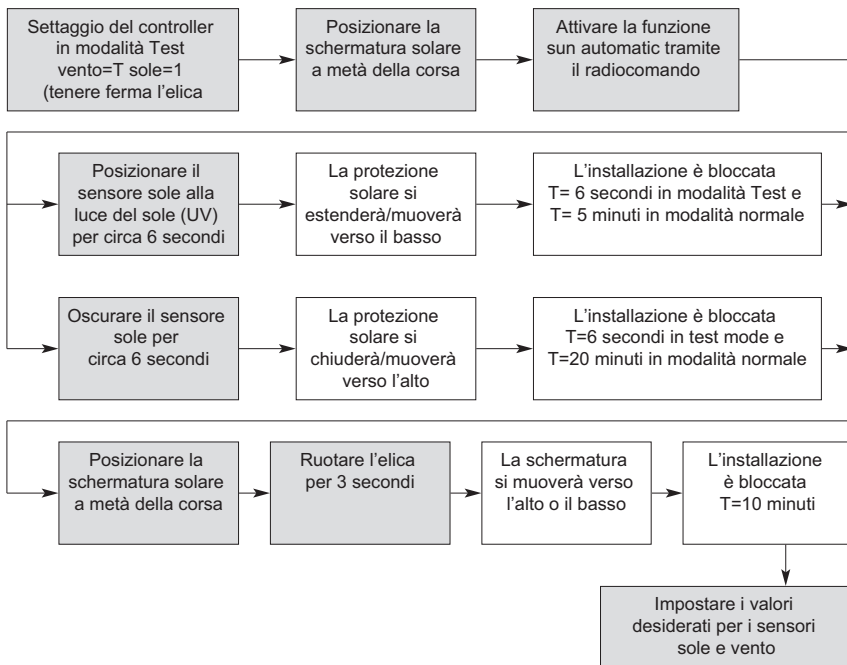 Settaggio del controller
in modalità Test
vento=T sole=1
(tenere ferma l'elica
Posizionare la
schermatura solare
a metà della corsa
Attivare la funzione
sun automatic tramite
il radiocomando
Posizionare il
sensore sole alla
luce del sole (UV)
per circa 6 secondi
La protezione
solare si
estenderà/muoverà
verso il basso
L'installazione è bloccata
T= 6 secondi in modalità Test e
T= 5 minuti in modalità normale
Oscurare il sensore
sole per
circa 6 secondi
La protezione
solare si
chiuderà/muoverà
verso l'alto
L'installazione è bloccata
T=6 secondi in test mode e
T=20 minuti in modalità normale
Posizionare la
schermatura solare
a metà della corsa
Ruotare l'elica
per 3 secondi
La schermatura
si muoverà verso
l'alto o il basso
L'installazione
è bloccata
T=10 minuti
Impostare i valori
desiderati per i sensori
sole e vento